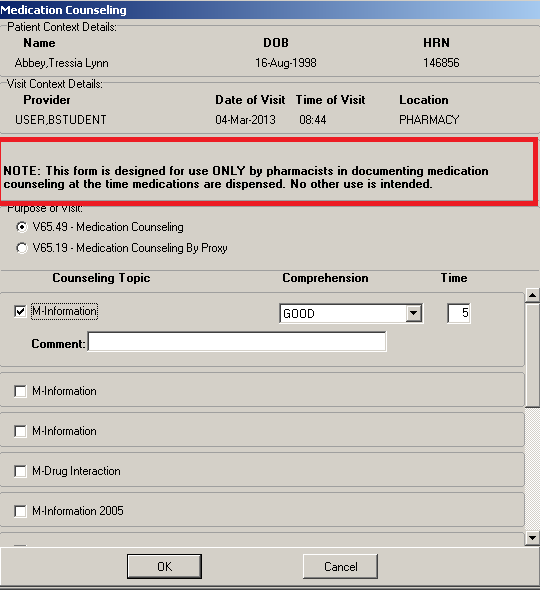 Medication Counseling
Patient Context Details:
Name DOB HRN
Abbey,Tressia Lynn 16-Aug-1998 146856
Visit Context Details:
Provider Date of Visit Time of Visit Location
USER,BSTUDENT 04-Mar-2013 08:44 PHARMACY
NOTE: This form is designed for use ONLY by pharmacists in documenting medication
counseling at the time medications are dispensed. No other use is intended.
Purpose of Visit:
V65.49 - Medication Counseling
V65.19 - Medication Counseling By Proxy
Counseling Topic Comprehension Time
M-Information GOOD 5
Comment:
M-Information
M-Information
M-Drug Interaction
M-Information 2005
OK Cancel